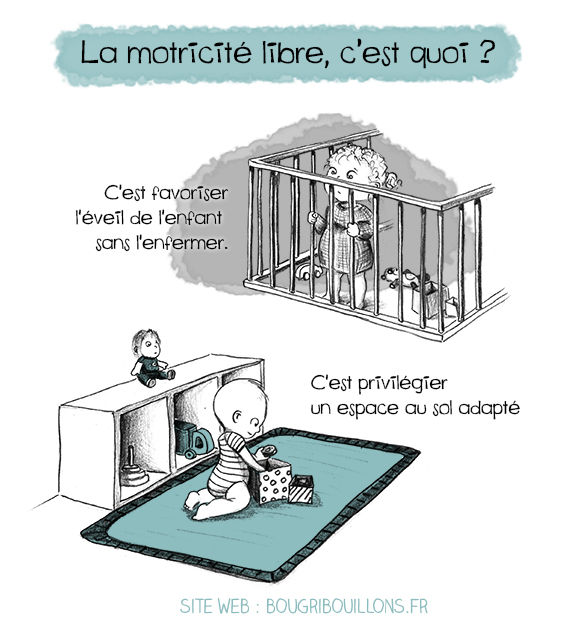 La motricité libre, c'est quoi ?
C'est favoriser
l'éveil de l'enfant
sans l'enfermer.
C'est privilégier
un espace au sol adapté
SITE WEB : BOUGRIBOUILLONS.FR